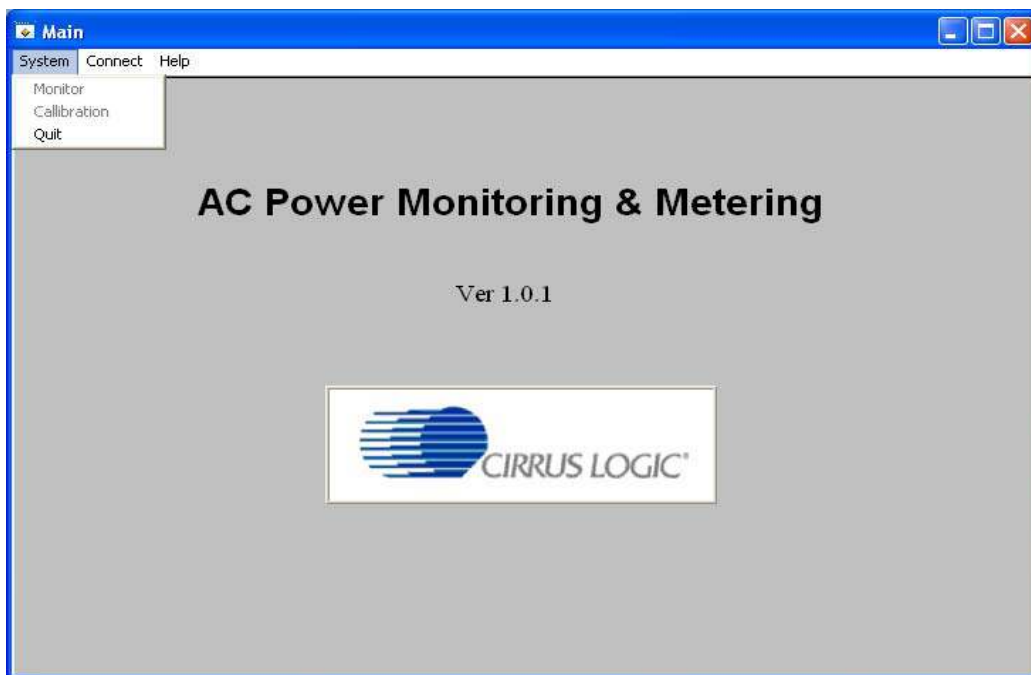 Main
System Connect Help
Monitor
Callibration
Quit
AC Power Monitoring & Metering
Ver 1.0.1
CIRRUS LOGIC®